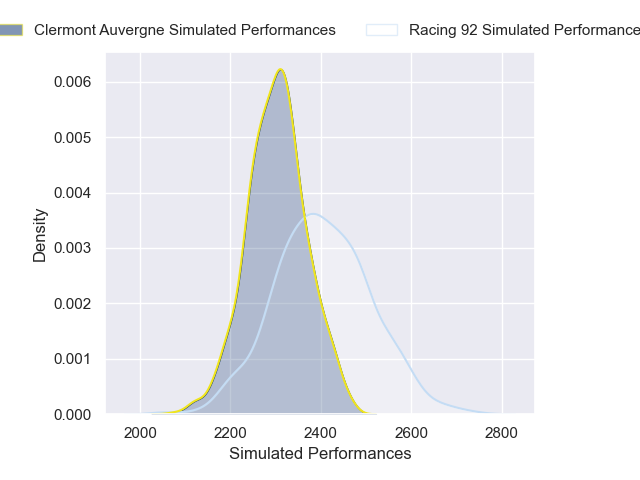 Clermont Auvergne Simulated Performances
Racing 92 Simulated Performance
0.006
0.005
0.004
0.003
0.002
0.001
0.000
Density
2000 2200 2400 2600 2800
Simulated Performances